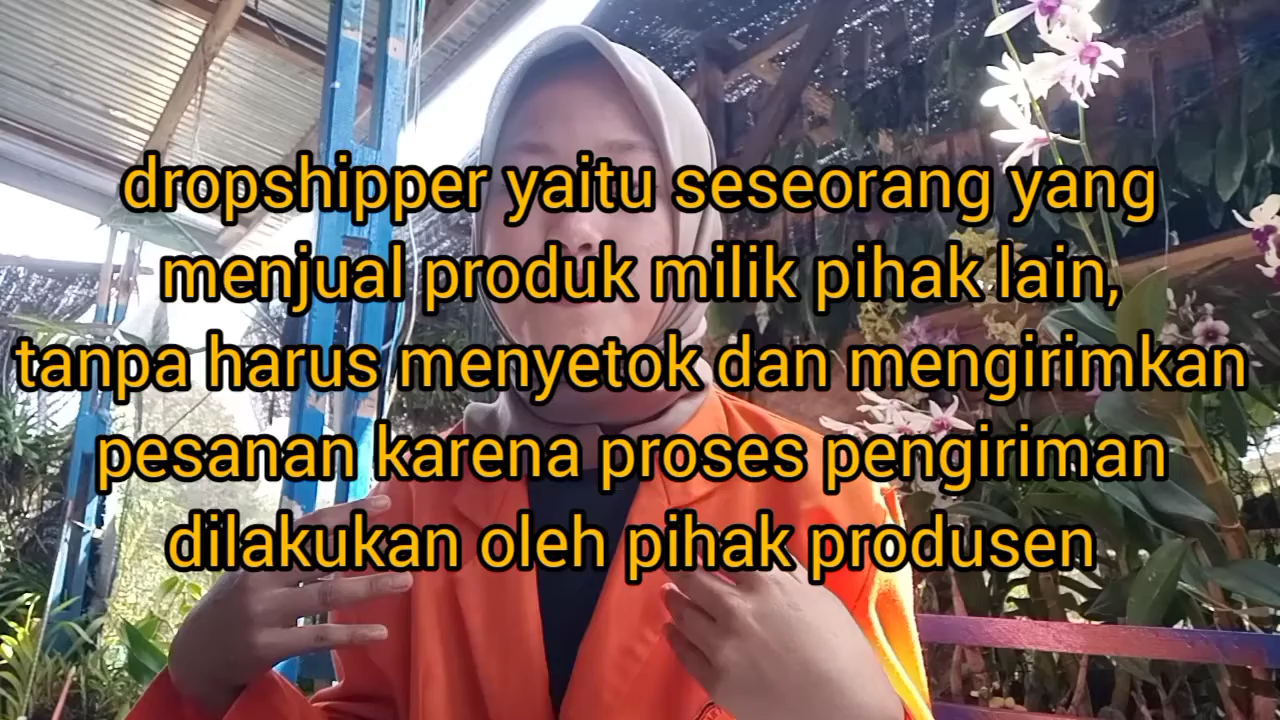 dropshipper yaitu seseorang yang
menjual produk milik pihak lain,
tanpa harus menyetok dan mengirimkan
pesanan karena proses pengiriman
dilakukan oleh pihak produsen